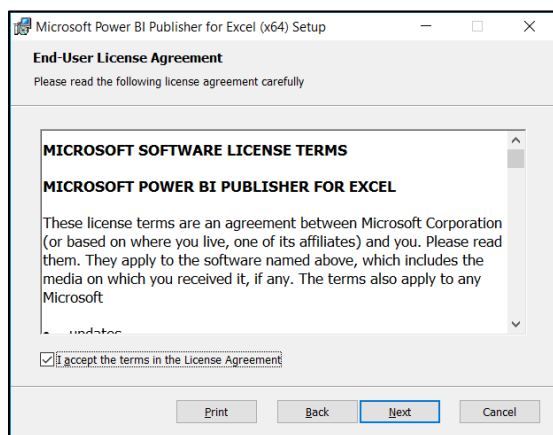 Microsoft Power BI Publisher for Excel (x64) Setup
End-User License Agreement
Please read the following license agreement carefully
MICROSOFT SOFTWARE LICENSE TERMS
MICROSOFT POWER BI PUBLISHER FOR EXCEL
These license terms are an agreement between Microsoft Corporation
(or based on where you live, one of its affiliates) and you. Please read
them. They apply to the software named above, which includes the
media on which you received it, if any. The terms also apply to any
Microsoft
• updates
I accept the terms in the License Agreement
Print Back Next Cancel